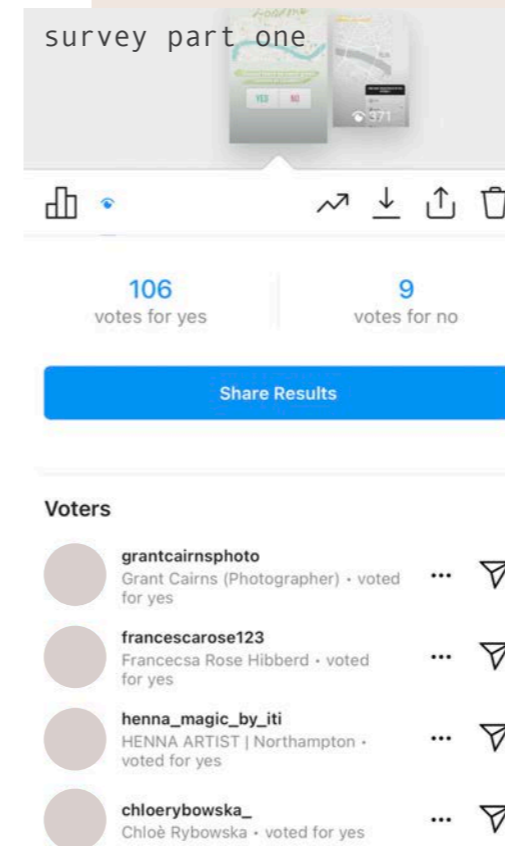 survey part one
YES NO
371
106 9
votes for yes votes for no
Share Results
Voters
grantcairnsphoto
Grant Cairns (Photographer) • voted
for yes
francescarose123
Francecsa Rose Hibberd • voted
for yes
henna_magic_by_iti
HENNA ARTIST | Northampton •
voted for yes
chloerybowska_
Chloè Rybowska • voted for yes